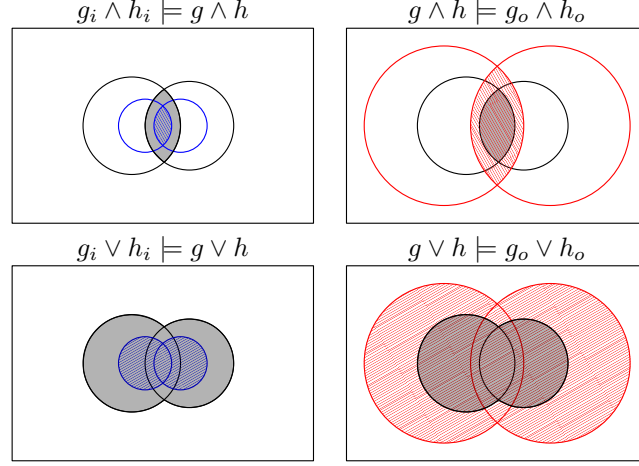 g_i ∧ h_i ⊨ g ∧ h
g ∧ h ⊨ g_o ∧ h_o
g_i ∨ h_i ⊨ g ∨ h
g ∨ h ⊨ g_o ∨ h_o